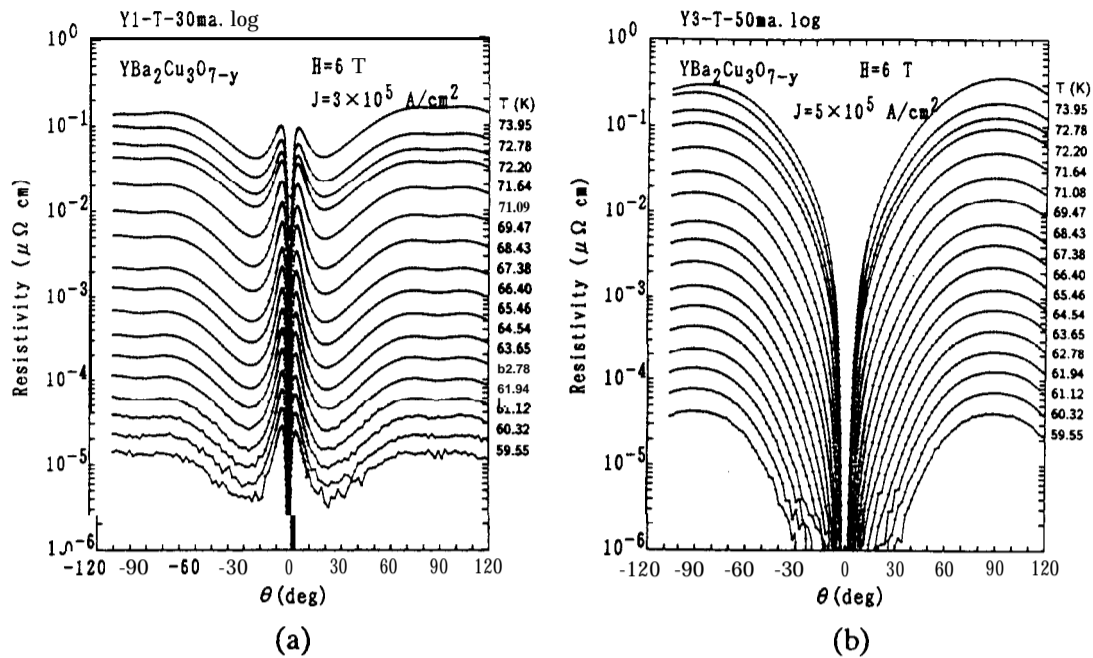 Y1-T-30ma.log
YBa2Cu3O7-y
H=6 T
J=3×10^5 A/cm^2
T (K)
73.95
72.78
72.20
71.64
71.09
69.47
68.43
67.38
66.40
65.46
64.54
63.65
62.78
61.94
61.12
60.32
59.55
10^0
10^-1
10^-2
10^-3
10^-4
10^-5
10^-6
Resistivity (μΩ cm)
-120 -90 -60 -30 0 30 60 90 120
θ(deg)
(a)
Y3-T-50ma.log
YBa2Cu3O7-y
H=6 T
J=5×10^5 A/cm^2
T (K)
73.95
72.78
72.20
71.64
71.08
69.47
68.43
67.38
66.40
65.46
64.54
63.65
62.78
61.94
61.12
60.32
59.55
10^0
10^-1
10^-2
10^-3
10^-4
10^-5
10^-6
Resistivity (μΩ cm)
-120 -90 -60 -30 0 30 60 90 120
θ(deg)
(b)